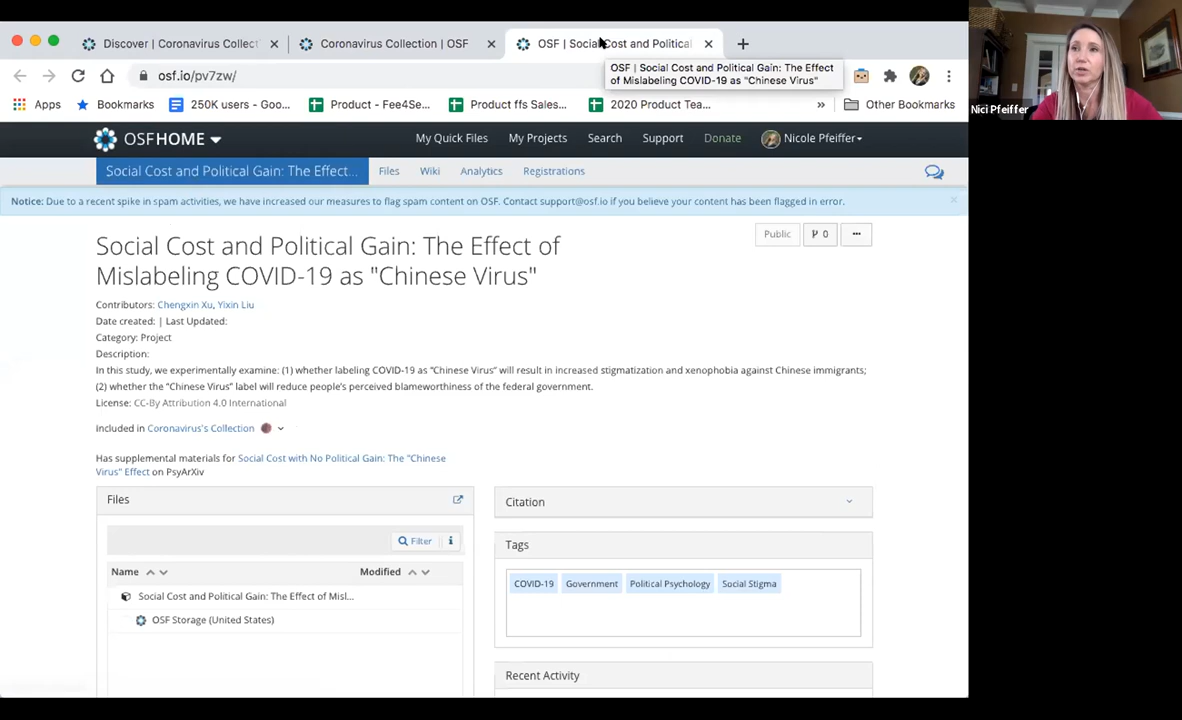 Discover | Coronavirus Collect
Coronavirus Collection | OSF
OSF | Social Cost and Political
OSF | Social Cost and Political Gain: The Effect
of Mislabeling COVID-19 as "Chinese Virus"
osf.io/pv7zw/
Nici Pfeiffer
Apps
Bookmarks
250K users - Goo...
Product - Fee4Se...
Product ffs Sales...
2020 Product Tea...
»
Other Bookmarks
OSFHOME
My Quick Files
My Projects
Search
Support
Donate
Nicole Pfeiffer
Social Cost and Political Gain: The Effect...
Files
Wiki
Analytics
Registrations
Notice: Due to a recent spike in spam activities, we have increased our measures to flag spam content on OSF. Contact support@osf.io if you believe your content has been flagged in error.
Social Cost and Political Gain: The Effect of
Mislabeling COVID-19 as "Chinese Virus"
Public
0
...
Contributors: Chengxin Xu, Yixin Liu
Date created: | Last Updated:
Category: Project
Description:
In this study, we experimentally examine: (1) whether labeling COVID-19 as “Chinese Virus” will result in increased stigmatization and xenophobia against Chinese immigrants;
(2) whether the “Chinese Virus” label will reduce people’s perceived blameworthiness of the federal government.
License: CC-By Attribution 4.0 International
Included in Coronavirus's Collection
Has supplemental materials for Social Cost with No Political Gain: The "Chinese
Virus" Effect on PsyArXiv
Files
Filter
Name
Modified
Social Cost and Political Gain: The Effect of Misl...
OSF Storage (United States)
Citation
Tags
COVID-19
Government
Political Psychology
Social Stigma
Recent Activity